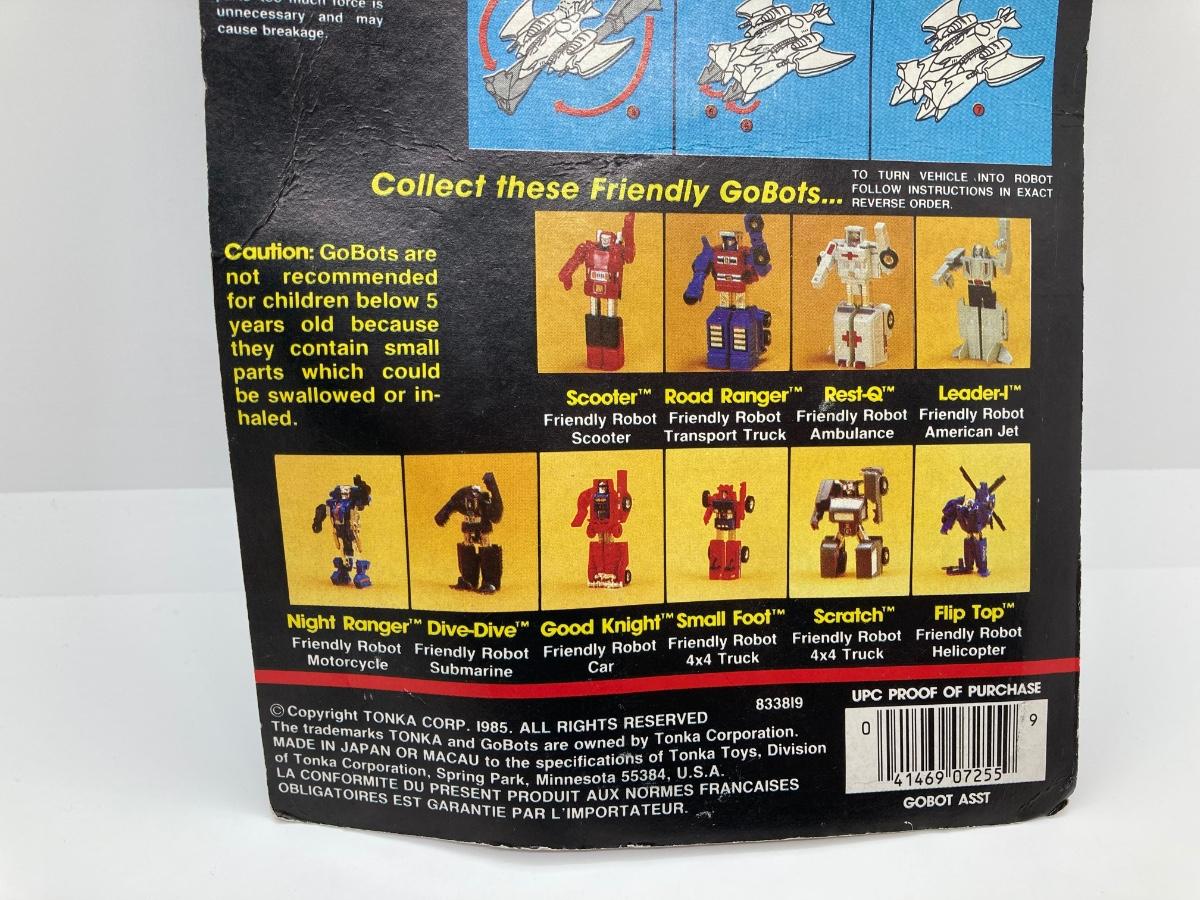 unnecessary and may
cause breakage.
TO TURN VEHICLE INTO ROBOT
FOLLOW INSTRUCTIONS IN EXACT
REVERSE ORDER.
Collect these Friendly GoBots...
Caution: GoBots are
not recommended
for children below 5
years old because
they contain small
parts which could
be swallowed or in-
haled.
Scooter™ Road Ranger™ Rest-Q™ Leader-1™
Friendly Robot Friendly Robot Friendly Robot Friendly Robot
Scooter Transport Truck Ambulance American Jet
Night Ranger™ Dive-Dive™ Good Knight™ Small Foot™ Scratch™ Flip Top™
Friendly Robot Friendly Robot Friendly Robot Friendly Robot Friendly Robot Friendly Robot
Motorcycle Submarine Car 4x4 Truck 4x4 Truck Helicopter
833819
© Copyright TONKA CORP. 1985. ALL RIGHTS RESERVED
The trademarks TONKA and GoBots are owned by Tonka Corporation.
MADE IN JAPAN OR MACAU to the specifications of Tonka Toys, Division
of Tonka Corporation, Spring Park, Minnesota 55384, U.S.A.
LA CONFORMITE DU PRESENT PRODUIT AUX NORMES FRANCAISES
OBLIGATOIRES EST GARANTIE PAR L'IMPORTATEUR.
UPC PROOF OF PURCHASE
0 41469 07255 9
GOBOT ASST